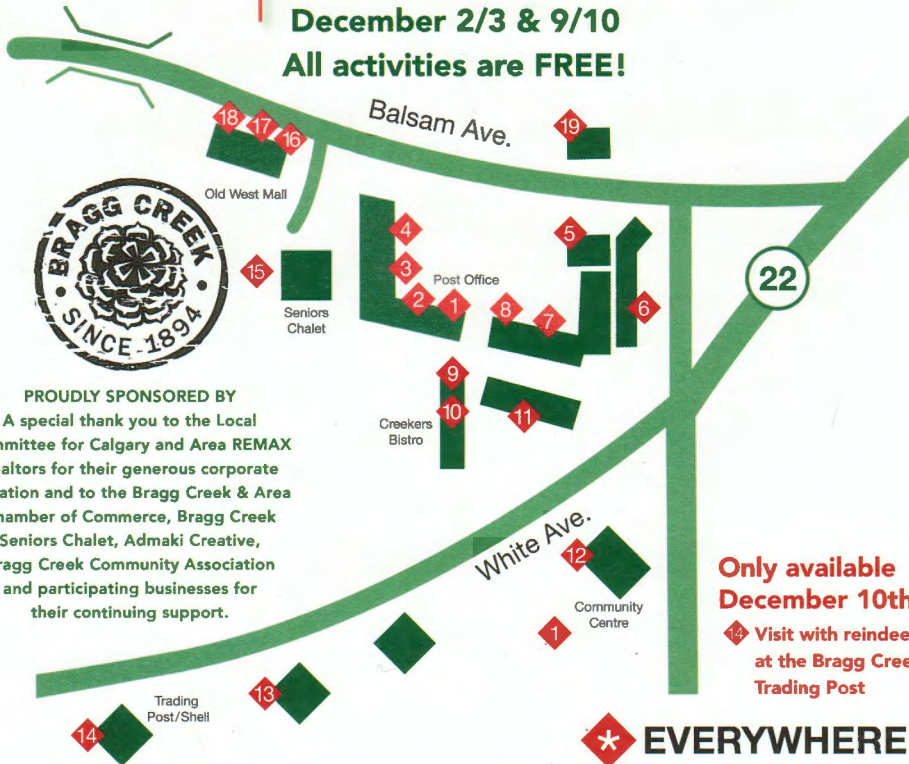 December 2/3 & 9/10
All activities are FREE!
Balsam Ave.
18
17
16
19
Old West Mall
BRAGG CREEK
SINCE 1894
15
Seniors
Chalet
4
3
2
1
Post Office
8
7
5
6
22
9
10
11
Creekers
Bistro
PROUDLY SPONSORED BY
A special thank you to the Local
mmittee for Calgary and Area REMAX
altors for their generous corporate
ation and to the Bragg Creek & Area
hamber of Commerce, Bragg Creek
Seniors Chalet, Admaki Creative,
ragg Creek Community Association
and participating businesses for
their continuing support.
White Ave.
12
Community
Centre
1
Only available
December 10th
14 Visit with reindee
at the Bragg Cree
Trading Post
13
Trading
Post/Shell
14
* EVERYWHERE